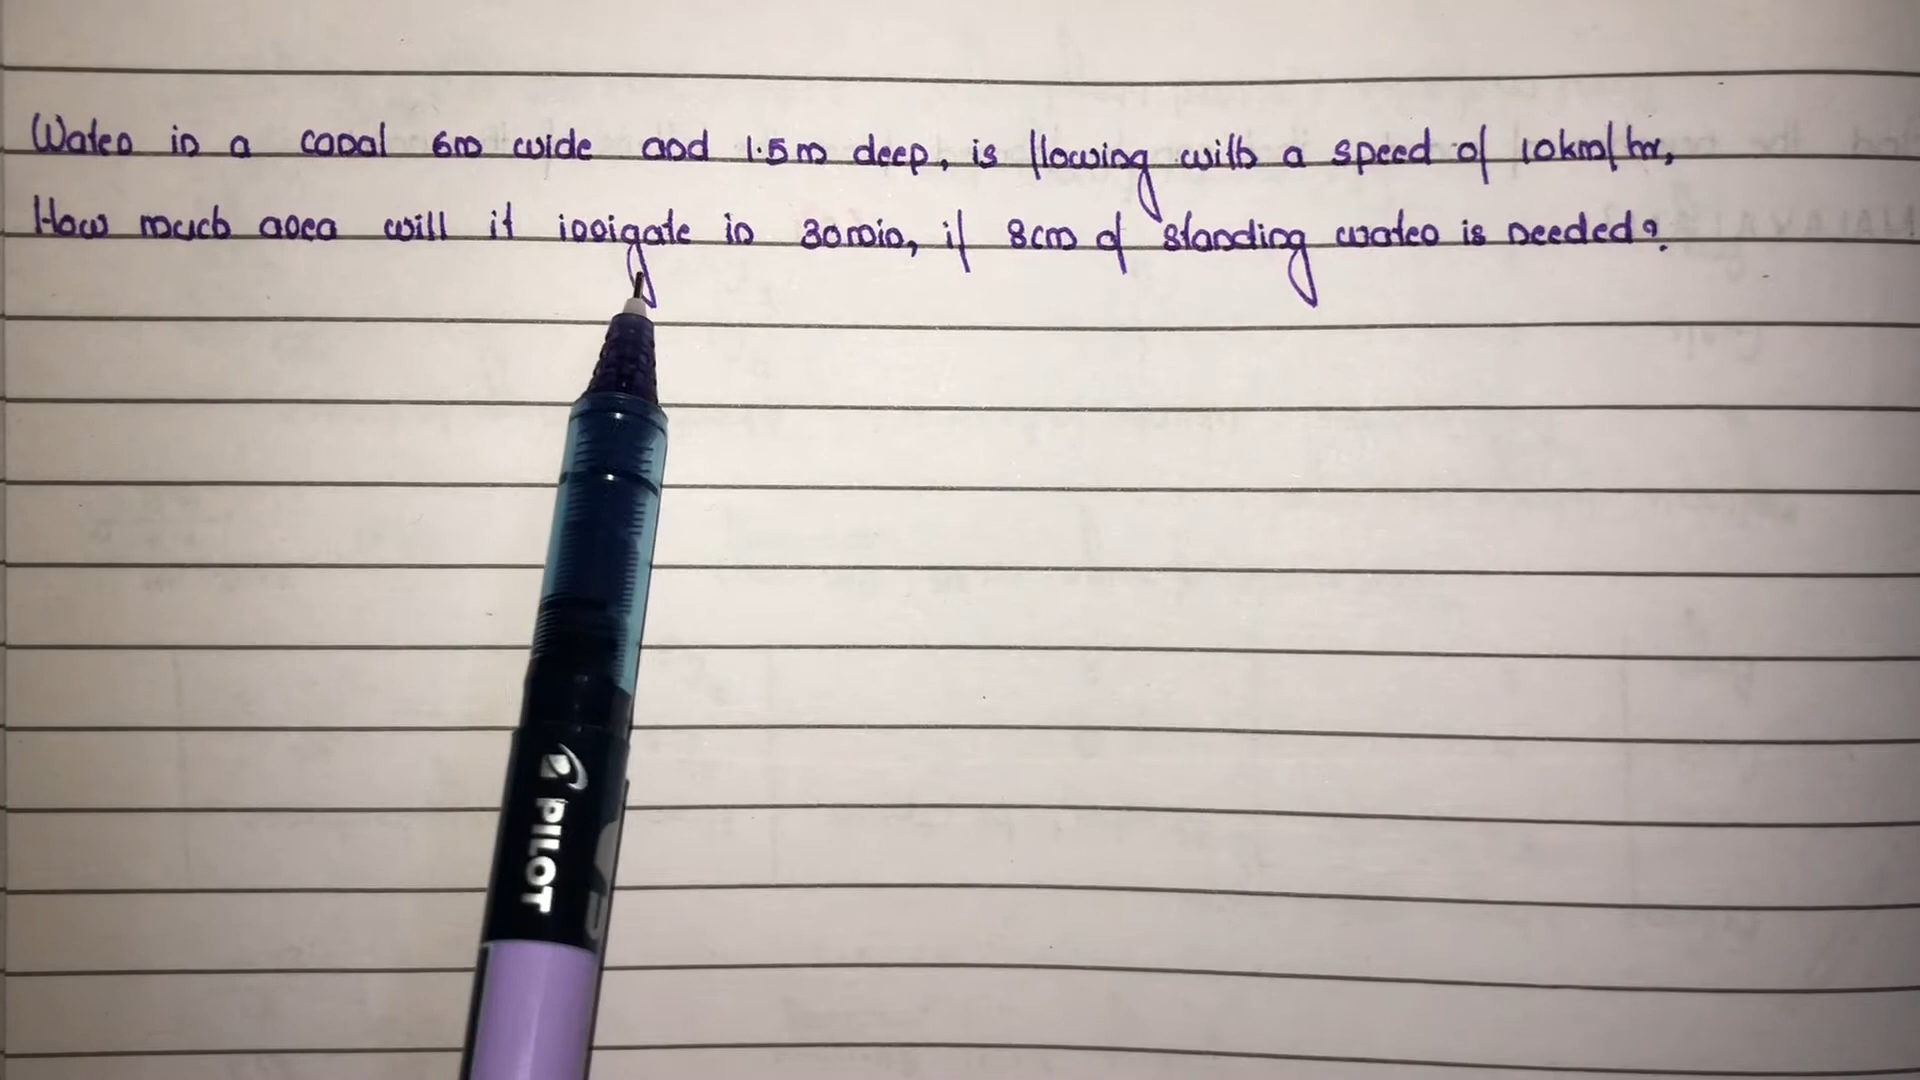 Water in a canal 6m wide and 1.5m deep, is flowing with a speed of 10km/hr,
How much area will it irrigate in 30min, if 8cm of standing water is needed?
PILOT